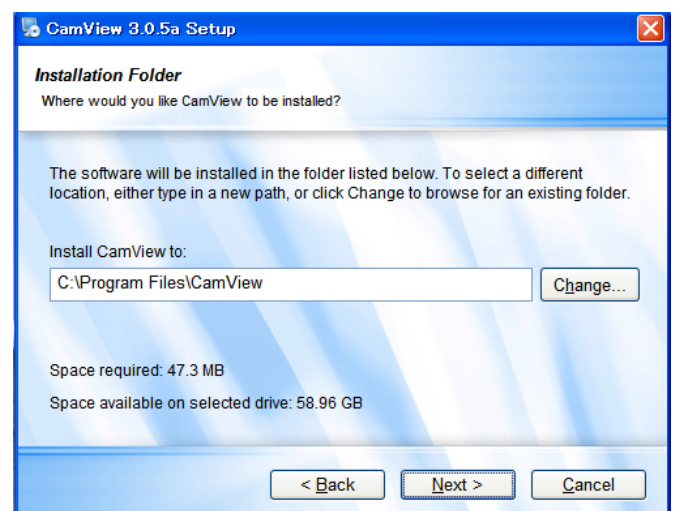 CamView 3.0.5a Setup
Installation Folder
Where would you like CamView to be installed?
The software will be installed in the folder listed below. To select a different
location, either type in a new path, or click Change to browse for an existing folder.
Install CamView to:
C:\Program Files\CamView
Change...
Space required: 47.3 MB
Space available on selected drive: 58.96 GB
< Back
Next >
Cancel